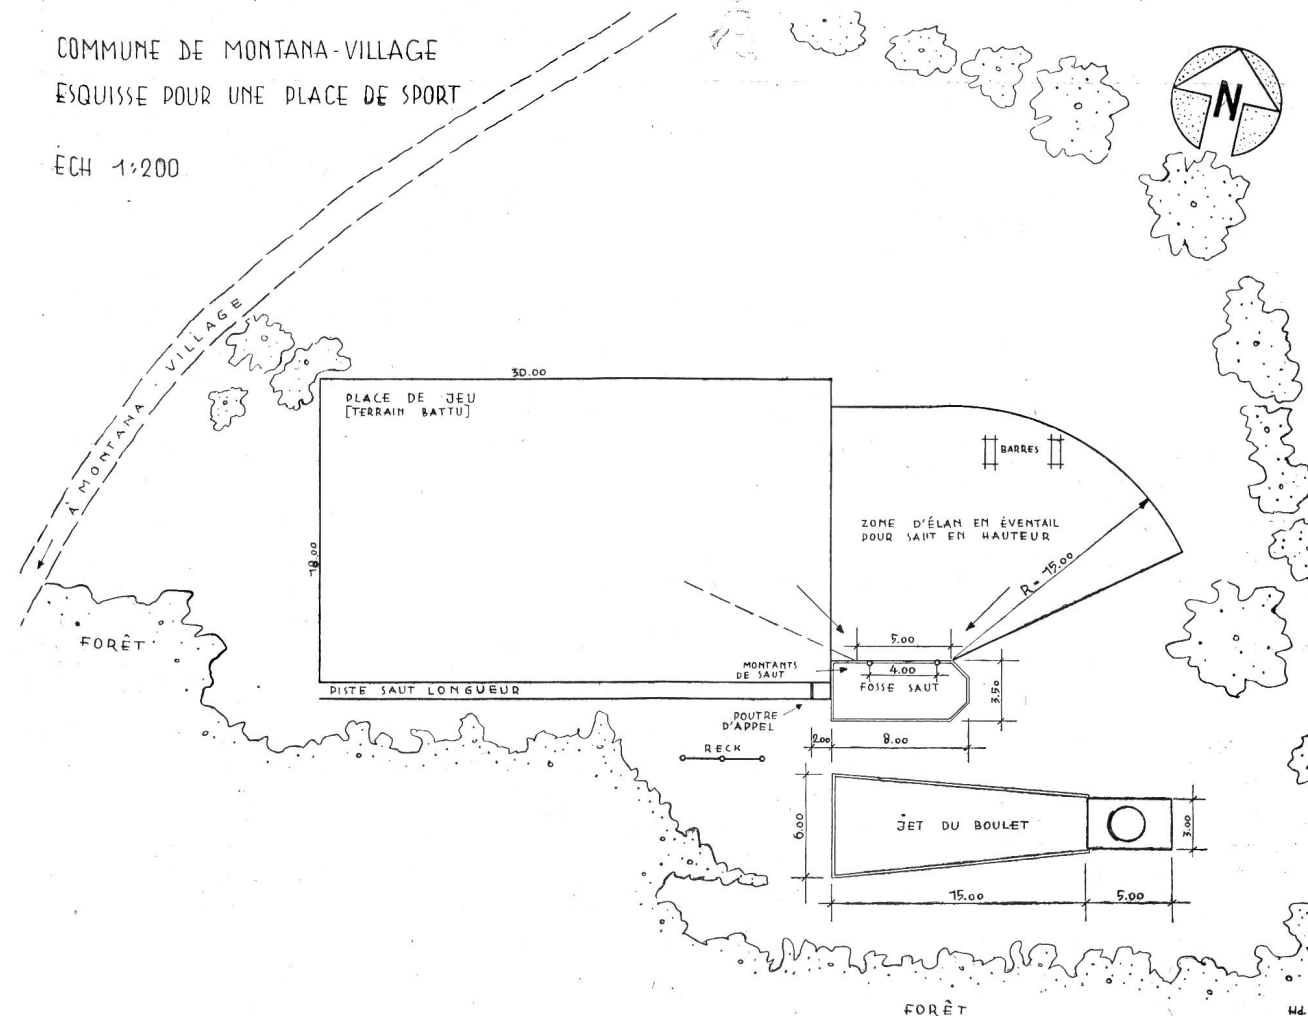 COMMUNE DE MONTANA-VILLAGE
ESQUISSE POUR UNE PLACE DE SPORT
ÉCH 1:200
N
À MONTANA-VILLAGE
30.00
PLACE DE JEU
[TERRAIN BATTU]
18.00
BARRES
ZONE D'ÉLAN EN ÉVENTAIL
POUR SAUT EN HAUTEUR
R = 15.00
FORÊT
5.00
MONTANTS
DE SAUT
4.00
FOSSE SAUT
3.50
PISTE SAUT LONGUEUR
POUTRE
D'APPEL
2.00
8.00
RECK
6.00
JET DU BOULET
3.00
15.00
5.00
FORÊT
Hd